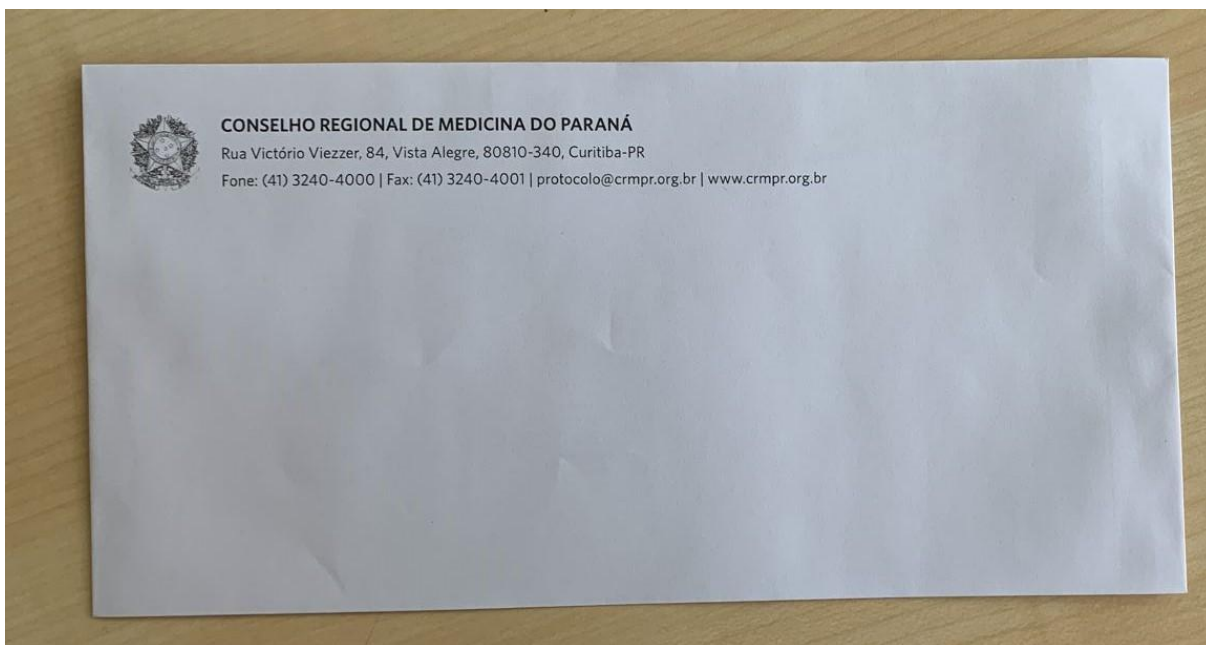 CONSELHO REGIONAL DE MEDICINA DO PARANÁ
Rua Victório Viezzer, 84, Vista Alegre, 80810-340, Curitiba-PR
Fone: (41) 3240-4000 | Fax: (41) 3240-4001 | protocolo@crmpr.org.br | www.crmpr.org.br